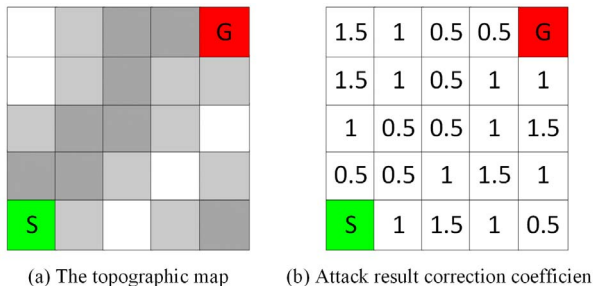 G
S
1.5 1 0.5 0.5 G
1.5 1 0.5 1 1
1 0.5 0.5 1 1.5
0.5 0.5 1 1.5 1
S 1 1.5 1 0.5
(a) The topographic map
(b) Attack result correction coefficien